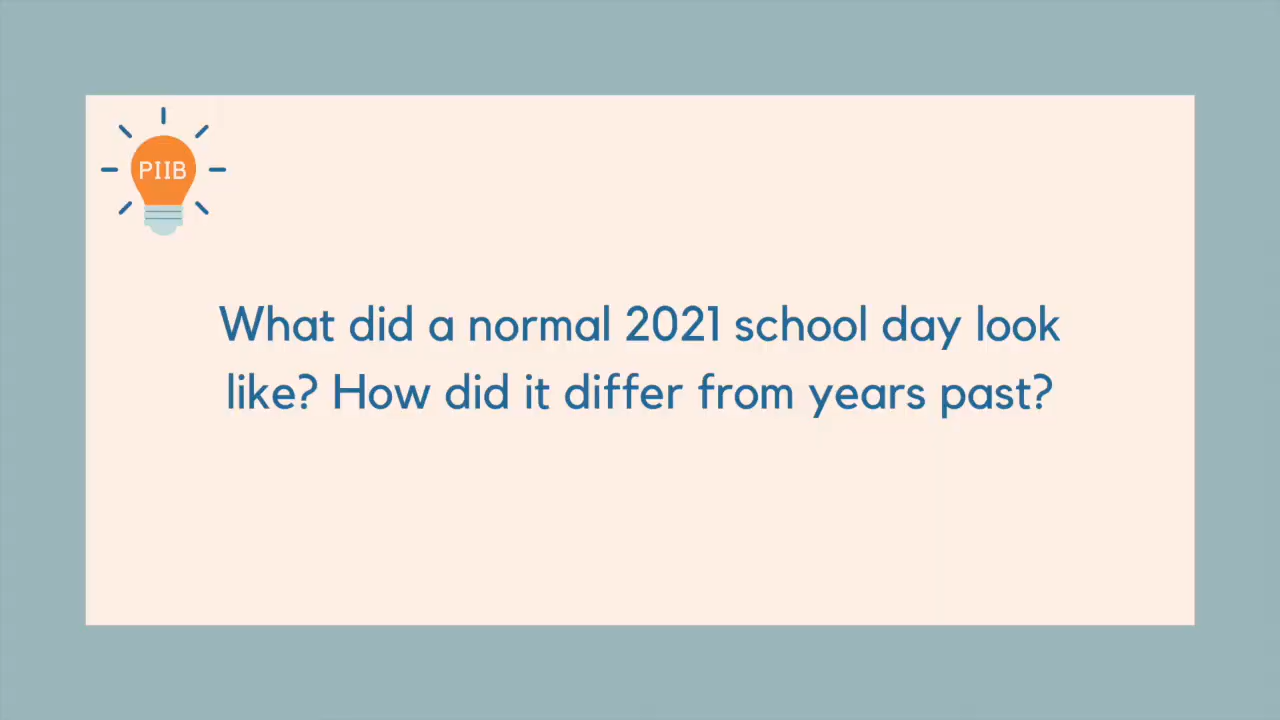 PIIB
What did a normal 2021 school day look
like? How did it differ from years past?